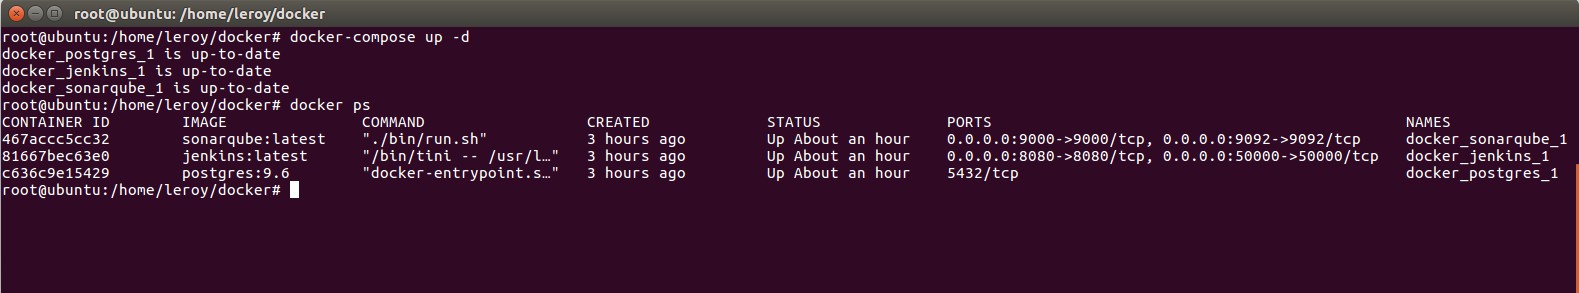 root@ubuntu: /home/leroy/docker
root@ubuntu:/home/leroy/docker# docker-compose up -d
docker_postgres_1 is up-to-date
docker_jenkins_1 is up-to-date
docker_sonarqube_1 is up-to-date
root@ubuntu:/home/leroy/docker# docker ps
CONTAINER ID        IMAGE               COMMAND                  CREATED             STATUS              PORTS                                              NAMES
467accc5cc32        sonarqube:latest    "./bin/run.sh"           3 hours ago         Up About an hour    0.0.0.0:9000->9000/tcp, 0.0.0.0:9092->9092/tcp     docker_sonarqube_1
81667bec63e0        jenkins:latest      "/bin/tini -- /usr/l…"   3 hours ago         Up About an hour    0.0.0.0:8080->8080/tcp, 0.0.0.0:50000->50000/tcp   docker_jenkins_1
c636c9e15429        postgres:9.6        "docker-entrypoint.s…"   3 hours ago         Up About an hour    5432/tcp                                           docker_postgres_1
root@ubuntu:/home/leroy/docker#